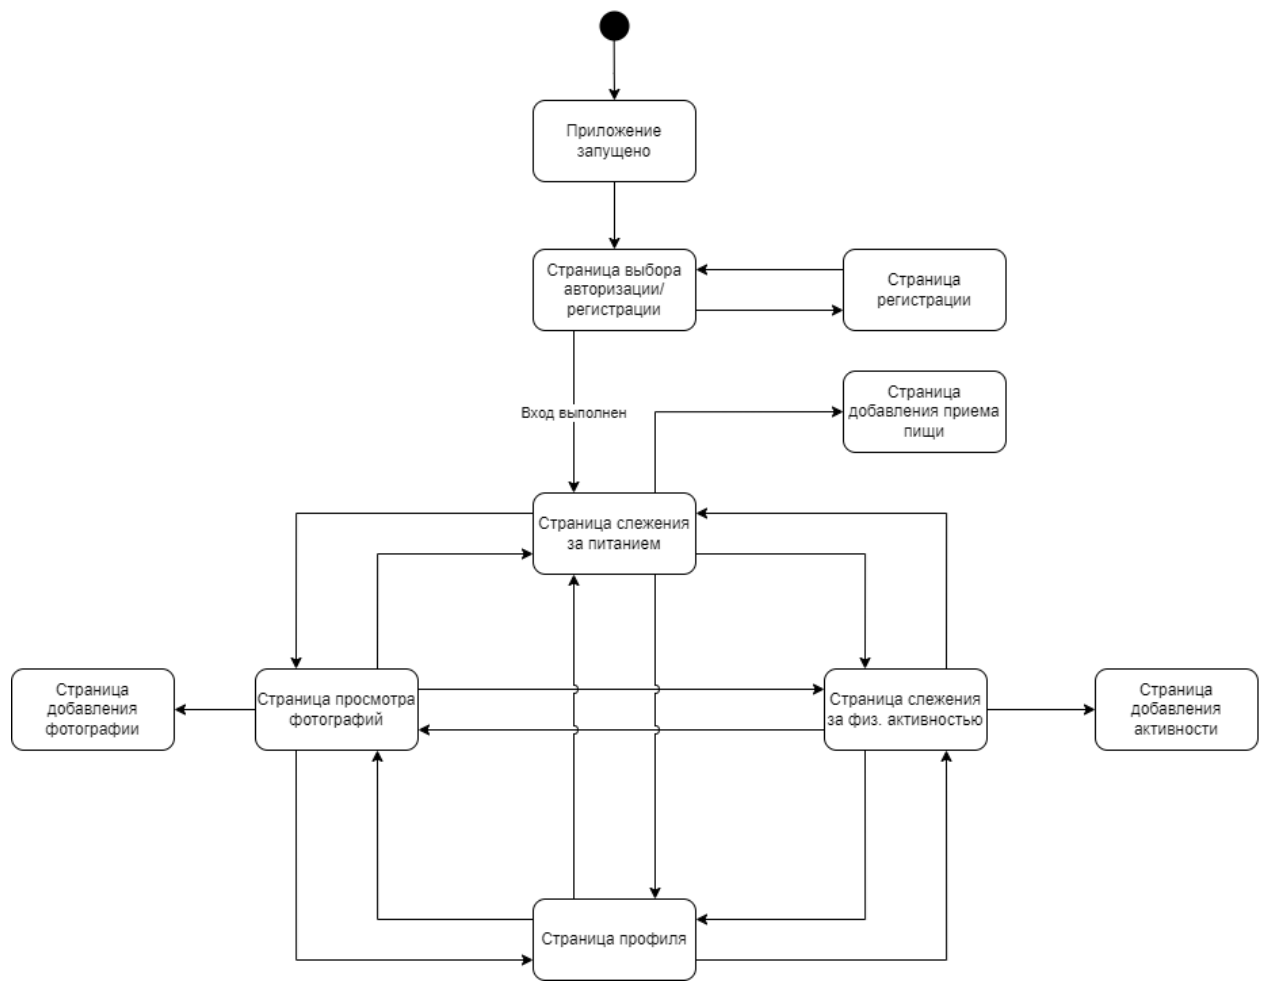 Приложение
запущено
Страница выбора
авторизации/
регистрации
Страница
регистрации
Страница
добавления приема
пищи
Вход выполнен
Страница слежения
за питанием
Страница
добавления
фотографии
Страница просмотра
фотографий
Страница слежения
за физ. активностью
Страница
добавления
активности
Страница профиля